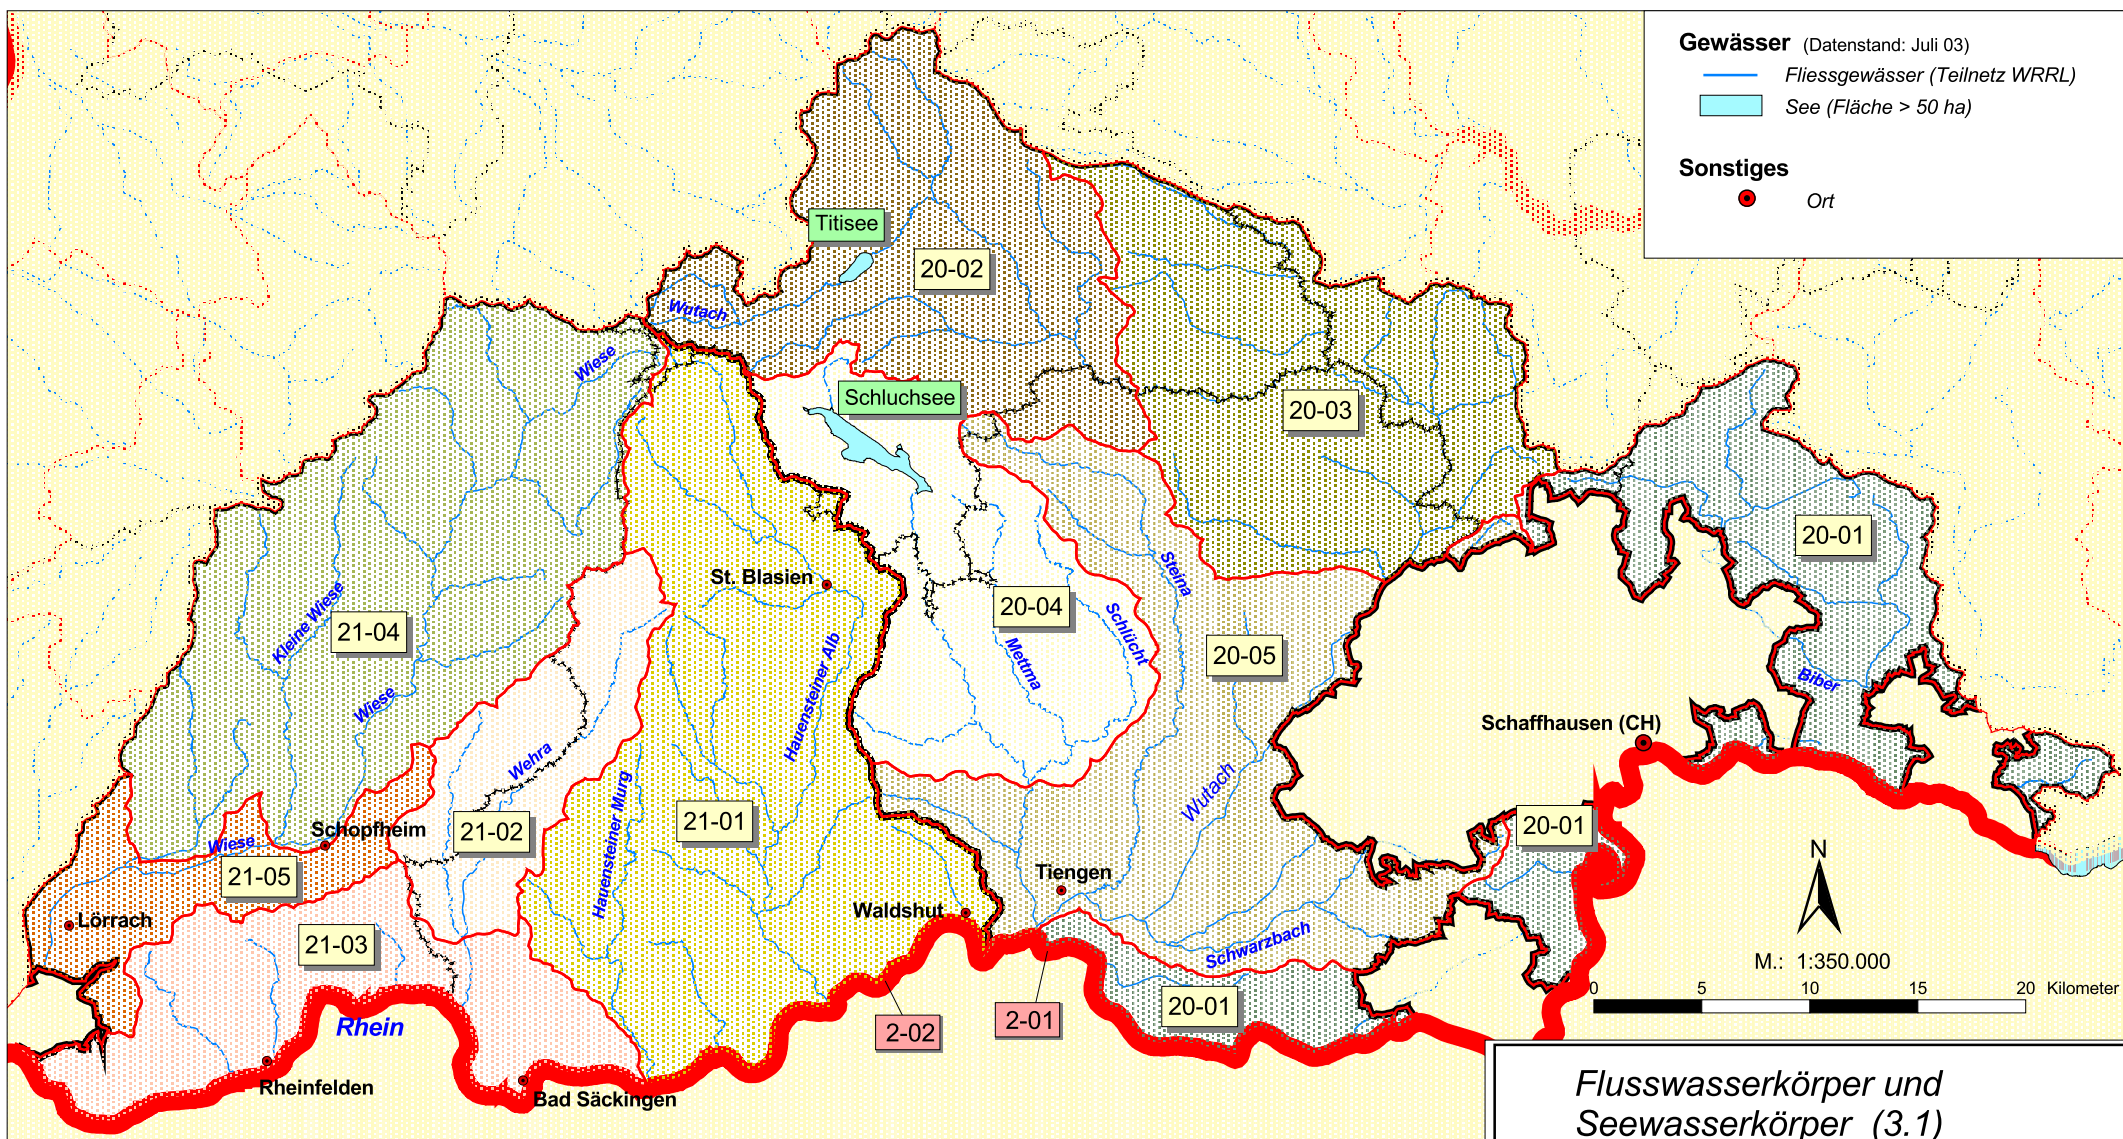 Gewässer (Datenstand: Juli 03)
Fliessgewässer (Teilnetz WRRL)
See (Fläche > 50 ha)
Sonstiges
Ort
Titisee
20-02
Wutach
Wiese
Schluchsee
20-03
20-01
St. Blasien
Steina
20-04
Kleine Wiese
21-04
Schlücht
Mettma
Hauensteiner Alb
20-05
Biber
Wiese
Schaffhausen (CH)
Wehra
Wutach
Hauensteiner Murg
21-01
20-01
Schopfheim
21-02
Wiese
21-05
Tiengen
Waldshut
Lörrach
21-03
Schwarzbach
N
M.: 1:350.000
0 5 10 15 20 Kilometer
20-01
2-01
2-02
Rhein
Rheinfelden
Bad Säckingen
Flusswasserkörper und
Seewasserkörper (3.1)